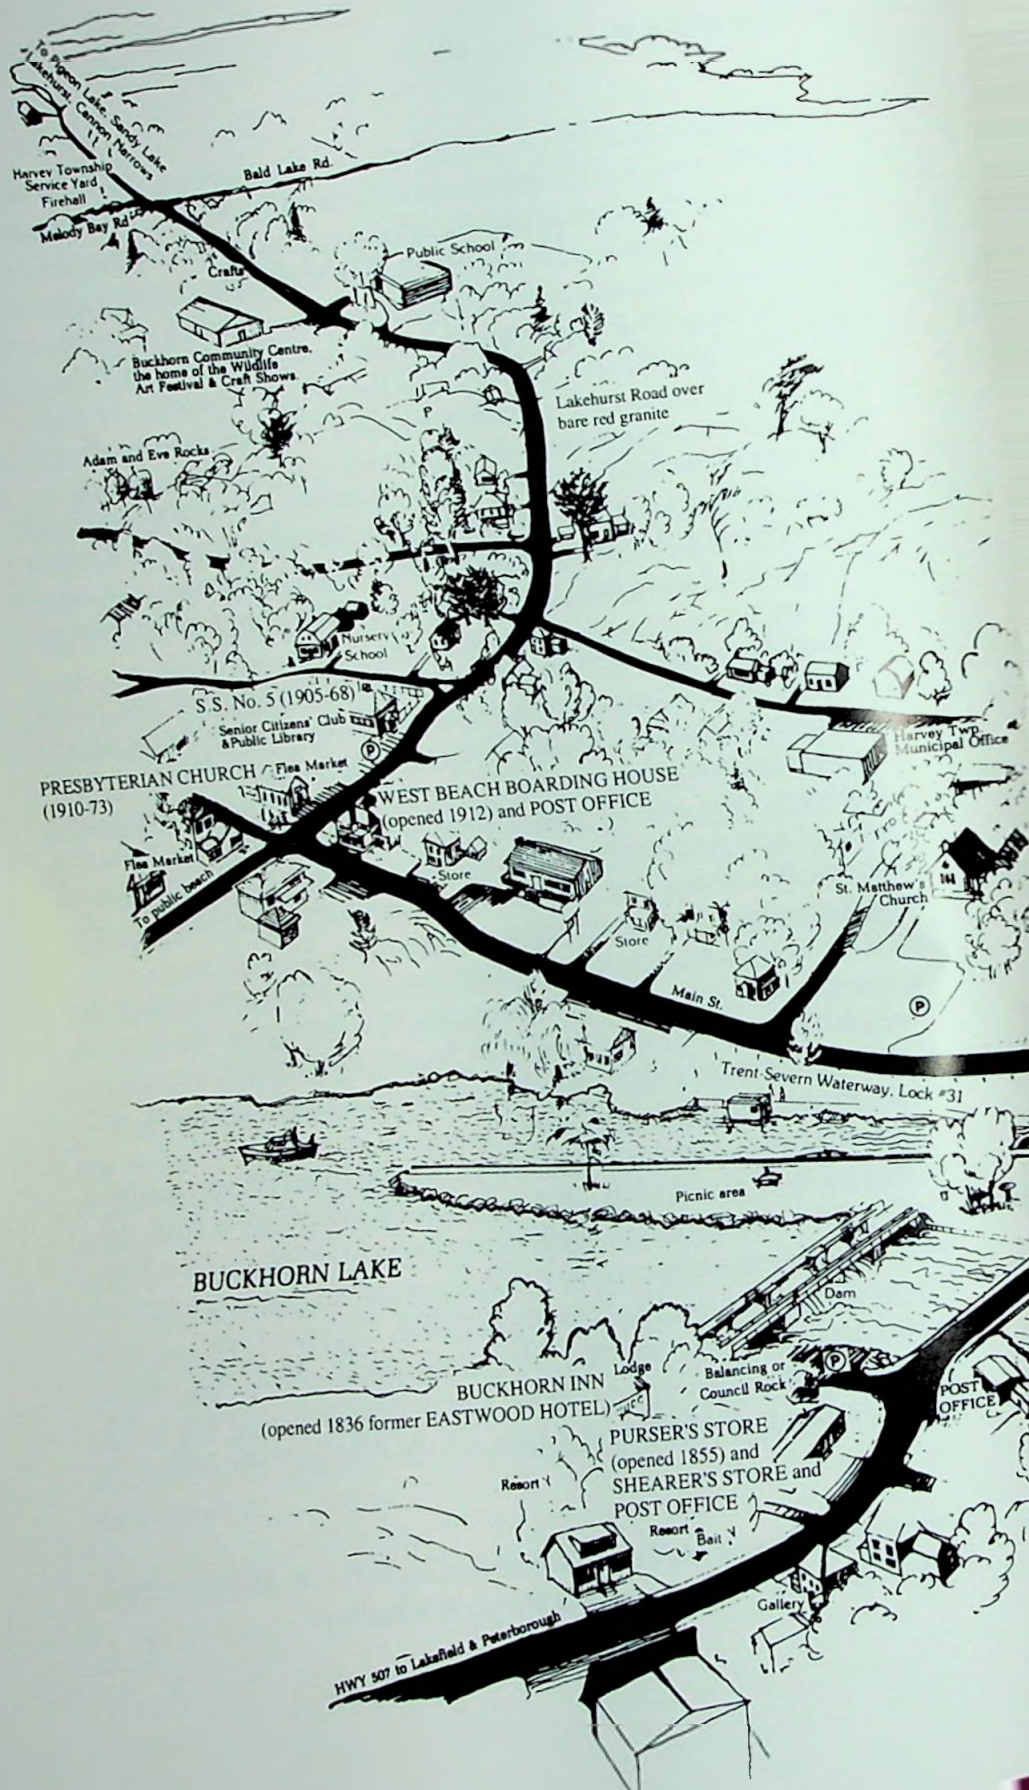 To Pigeon Lake, Sandy Lake
Lakehurst, Gannon Narrows
Harvey Township
Service Yard
Firehall
Bald Lake Rd.
Melody Bay Rd
Crafts
Public School
Buckhorn Community Centre,
the home of the Wildlife
Art Festival & Craft Shows
P
Lakehurst Road over
bare red granite
Adam and Eve Rocks
Nursery
School
S.S. No. 5 (1905-68)
Senior Citizens' Club
& Public Library
P
Harvey Twp.
Municipal Office
PRESBYTERIAN CHURCH
(1910-73)
Flea Market
WEST BEACH BOARDING HOUSE
(opened 1912) and POST OFFICE
Flea Market
To public beach
Store
St. Matthew's
Church
Store
Main St.
P
Trent-Severn Waterway, Lock #31
Picnic area
BUCKHORN LAKE
Dam
Lodge
Balancing or
Council Rock
P
BUCKHORN INN
(opened 1836 former EASTWOOD HOTEL)
POST
OFFICE
PURSER'S STORE
(opened 1855) and
SHEARER'S STORE and
POST OFFICE
Resort
Resort
Bait
Gallery
HWY 507 to Lakefield & Peterborough